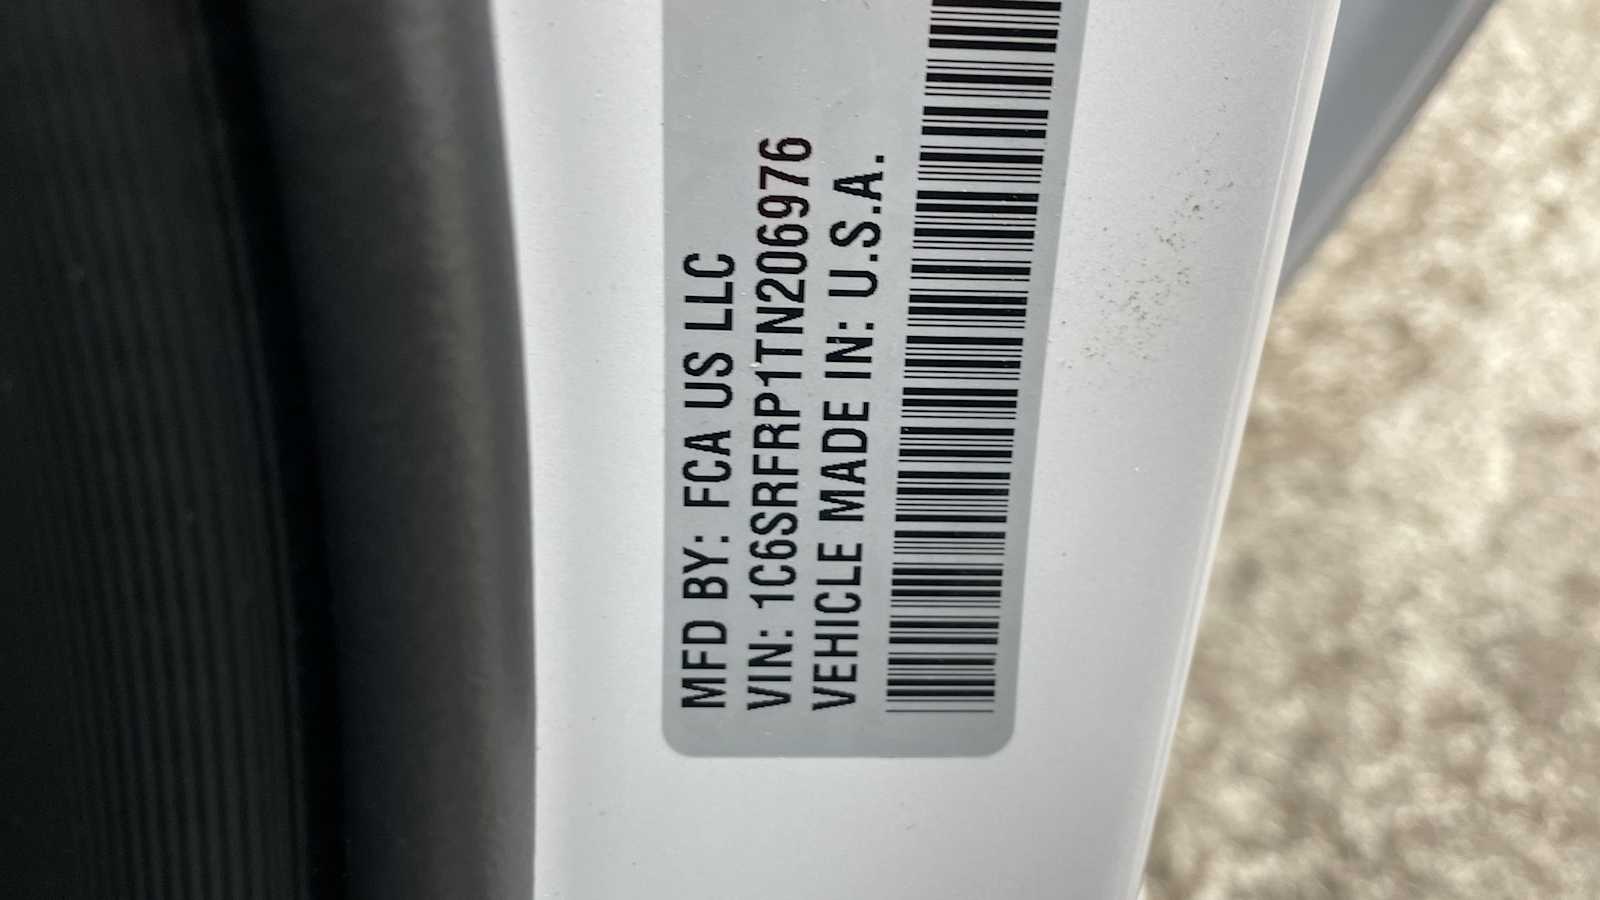 MFD BY: FCA US LLC
VIN: 1C6SRFRP1TN206976
VEHICLE MADE IN: U.S.A.